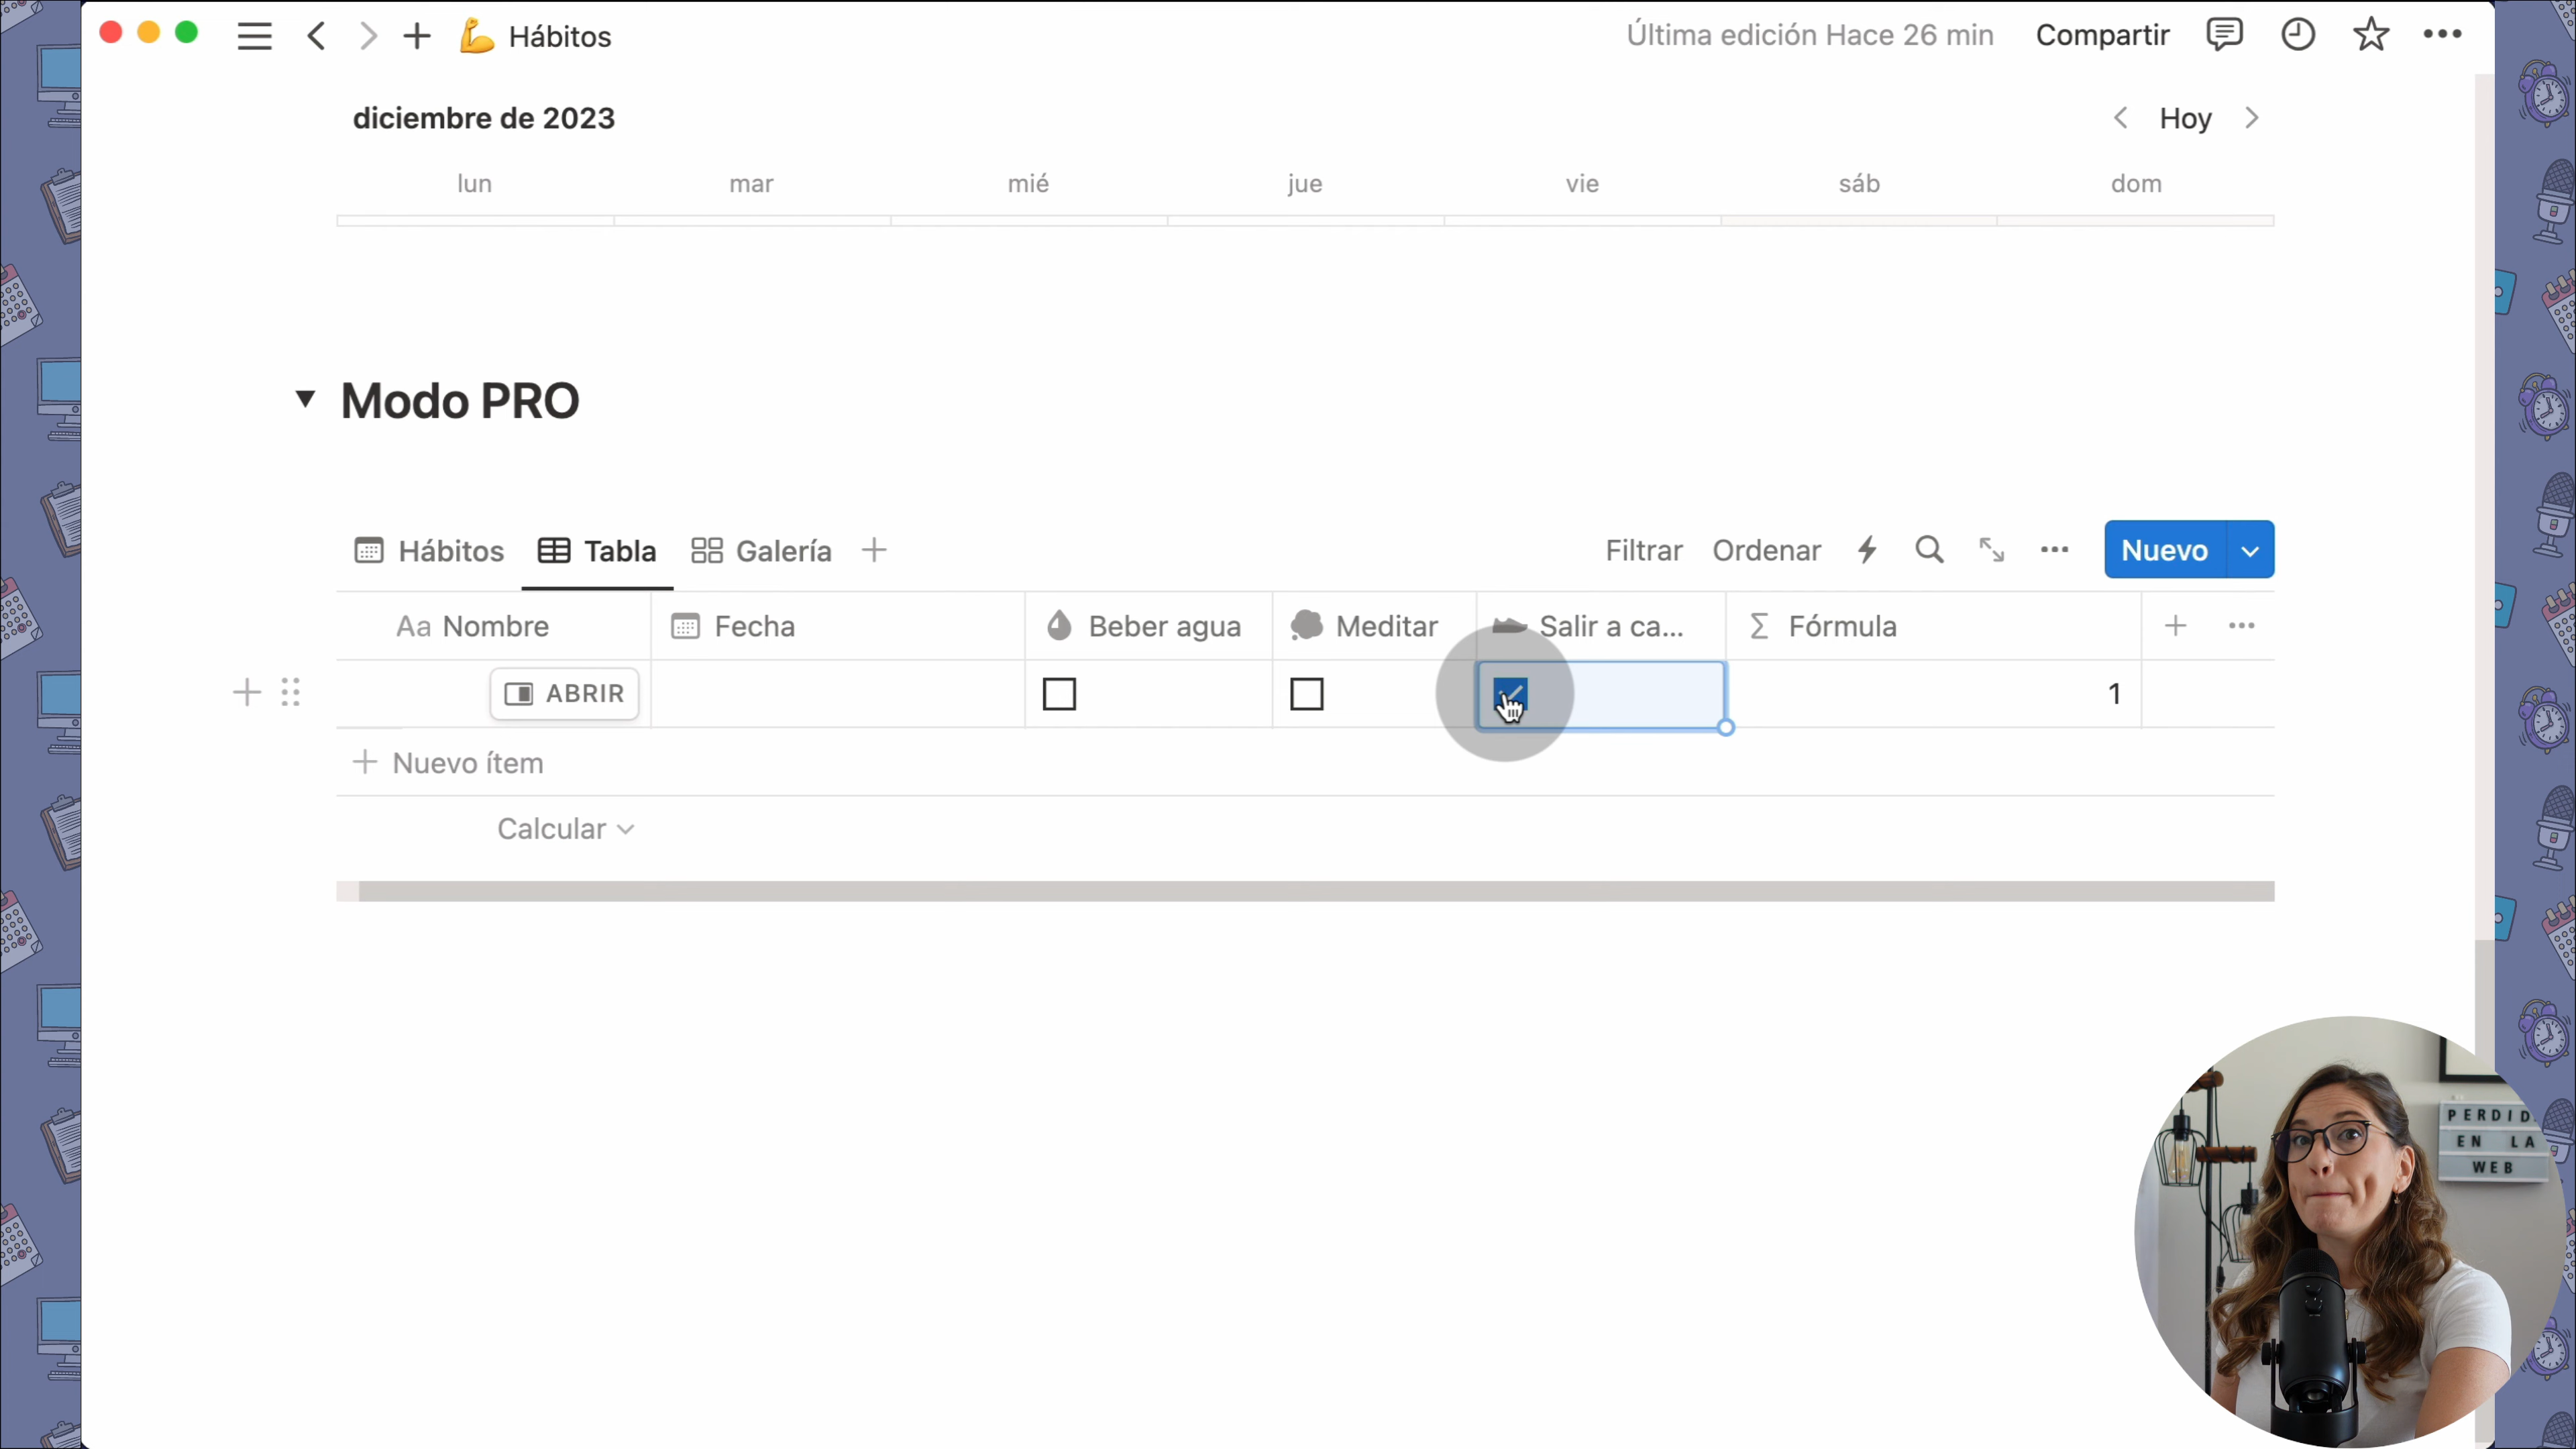 Hábitos
Última edición Hace 26 min
Compartir
diciembre de 2023
Hoy
lun mar mié jue vie sáb dom
Modo PRO
Hábitos Tabla Galería
Filtrar Ordenar
Nuevo
Aa Nombre Fecha Beber agua Meditar Salir a ca... Σ Fórmula
ABRIR
1
Nuevo ítem
Calcular
PERDID
EN LA
WEB